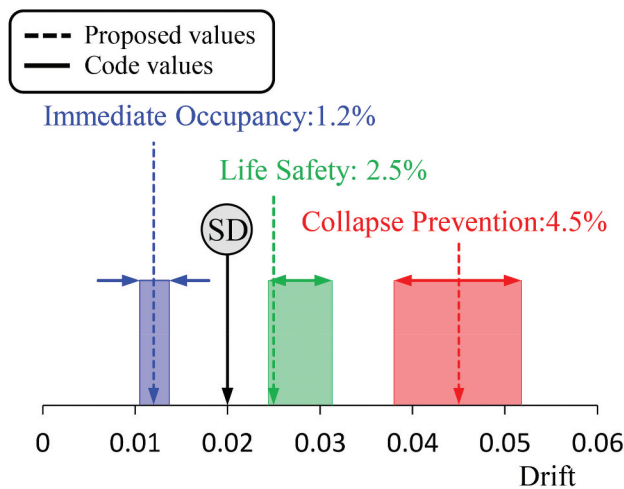 Proposed values
Code values
Immediate Occupancy:1.2%
Life Safety: 2.5%
SD
Collapse Prevention:4.5%
0 0.01 0.02 0.03 0.04 0.05 0.06
Drift